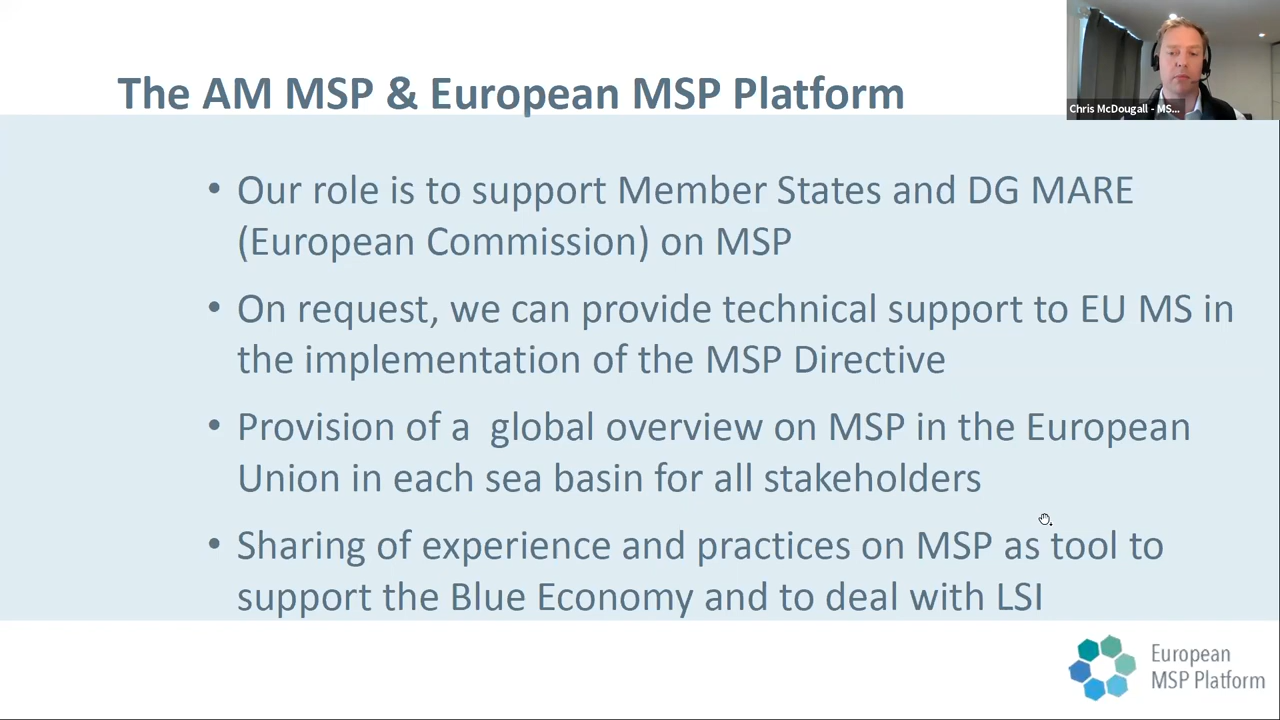 The AM MSP & European MSP Platform
Chris McDougall - MS...
• Our role is to support Member States and DG MARE
(European Commission) on MSP
• On request, we can provide technical support to EU MS in
the implementation of the MSP Directive
• Provision of a  global overview on MSP in the European
Union in each sea basin for all stakeholders
• Sharing of experience and practices on MSP as tool to
support the Blue Economy and to deal with LSI
European
MSP Platform